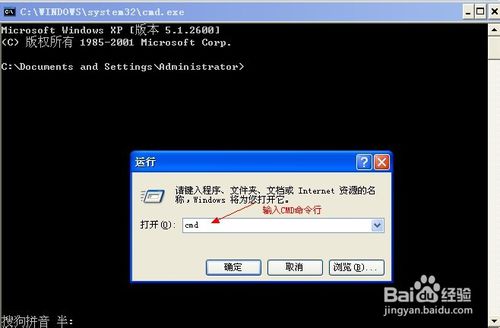 C:\WINDOWS\system32\cmd.exe
Microsoft Windows XP [版本 5.1.2600]
(C) 版权所有 1985-2001 Microsoft Corp.
C:\Documents and Settings\Administrator>
运行
请键入程序、文件夹、文档或 Internet 资源的名
称，Windows 将为您打开它。
输入CMD命令行
打开(O): cmd
确定 取消 浏览(B)...
Baidu 经验
jingyan.baidu.com
搜狗拼音 半: